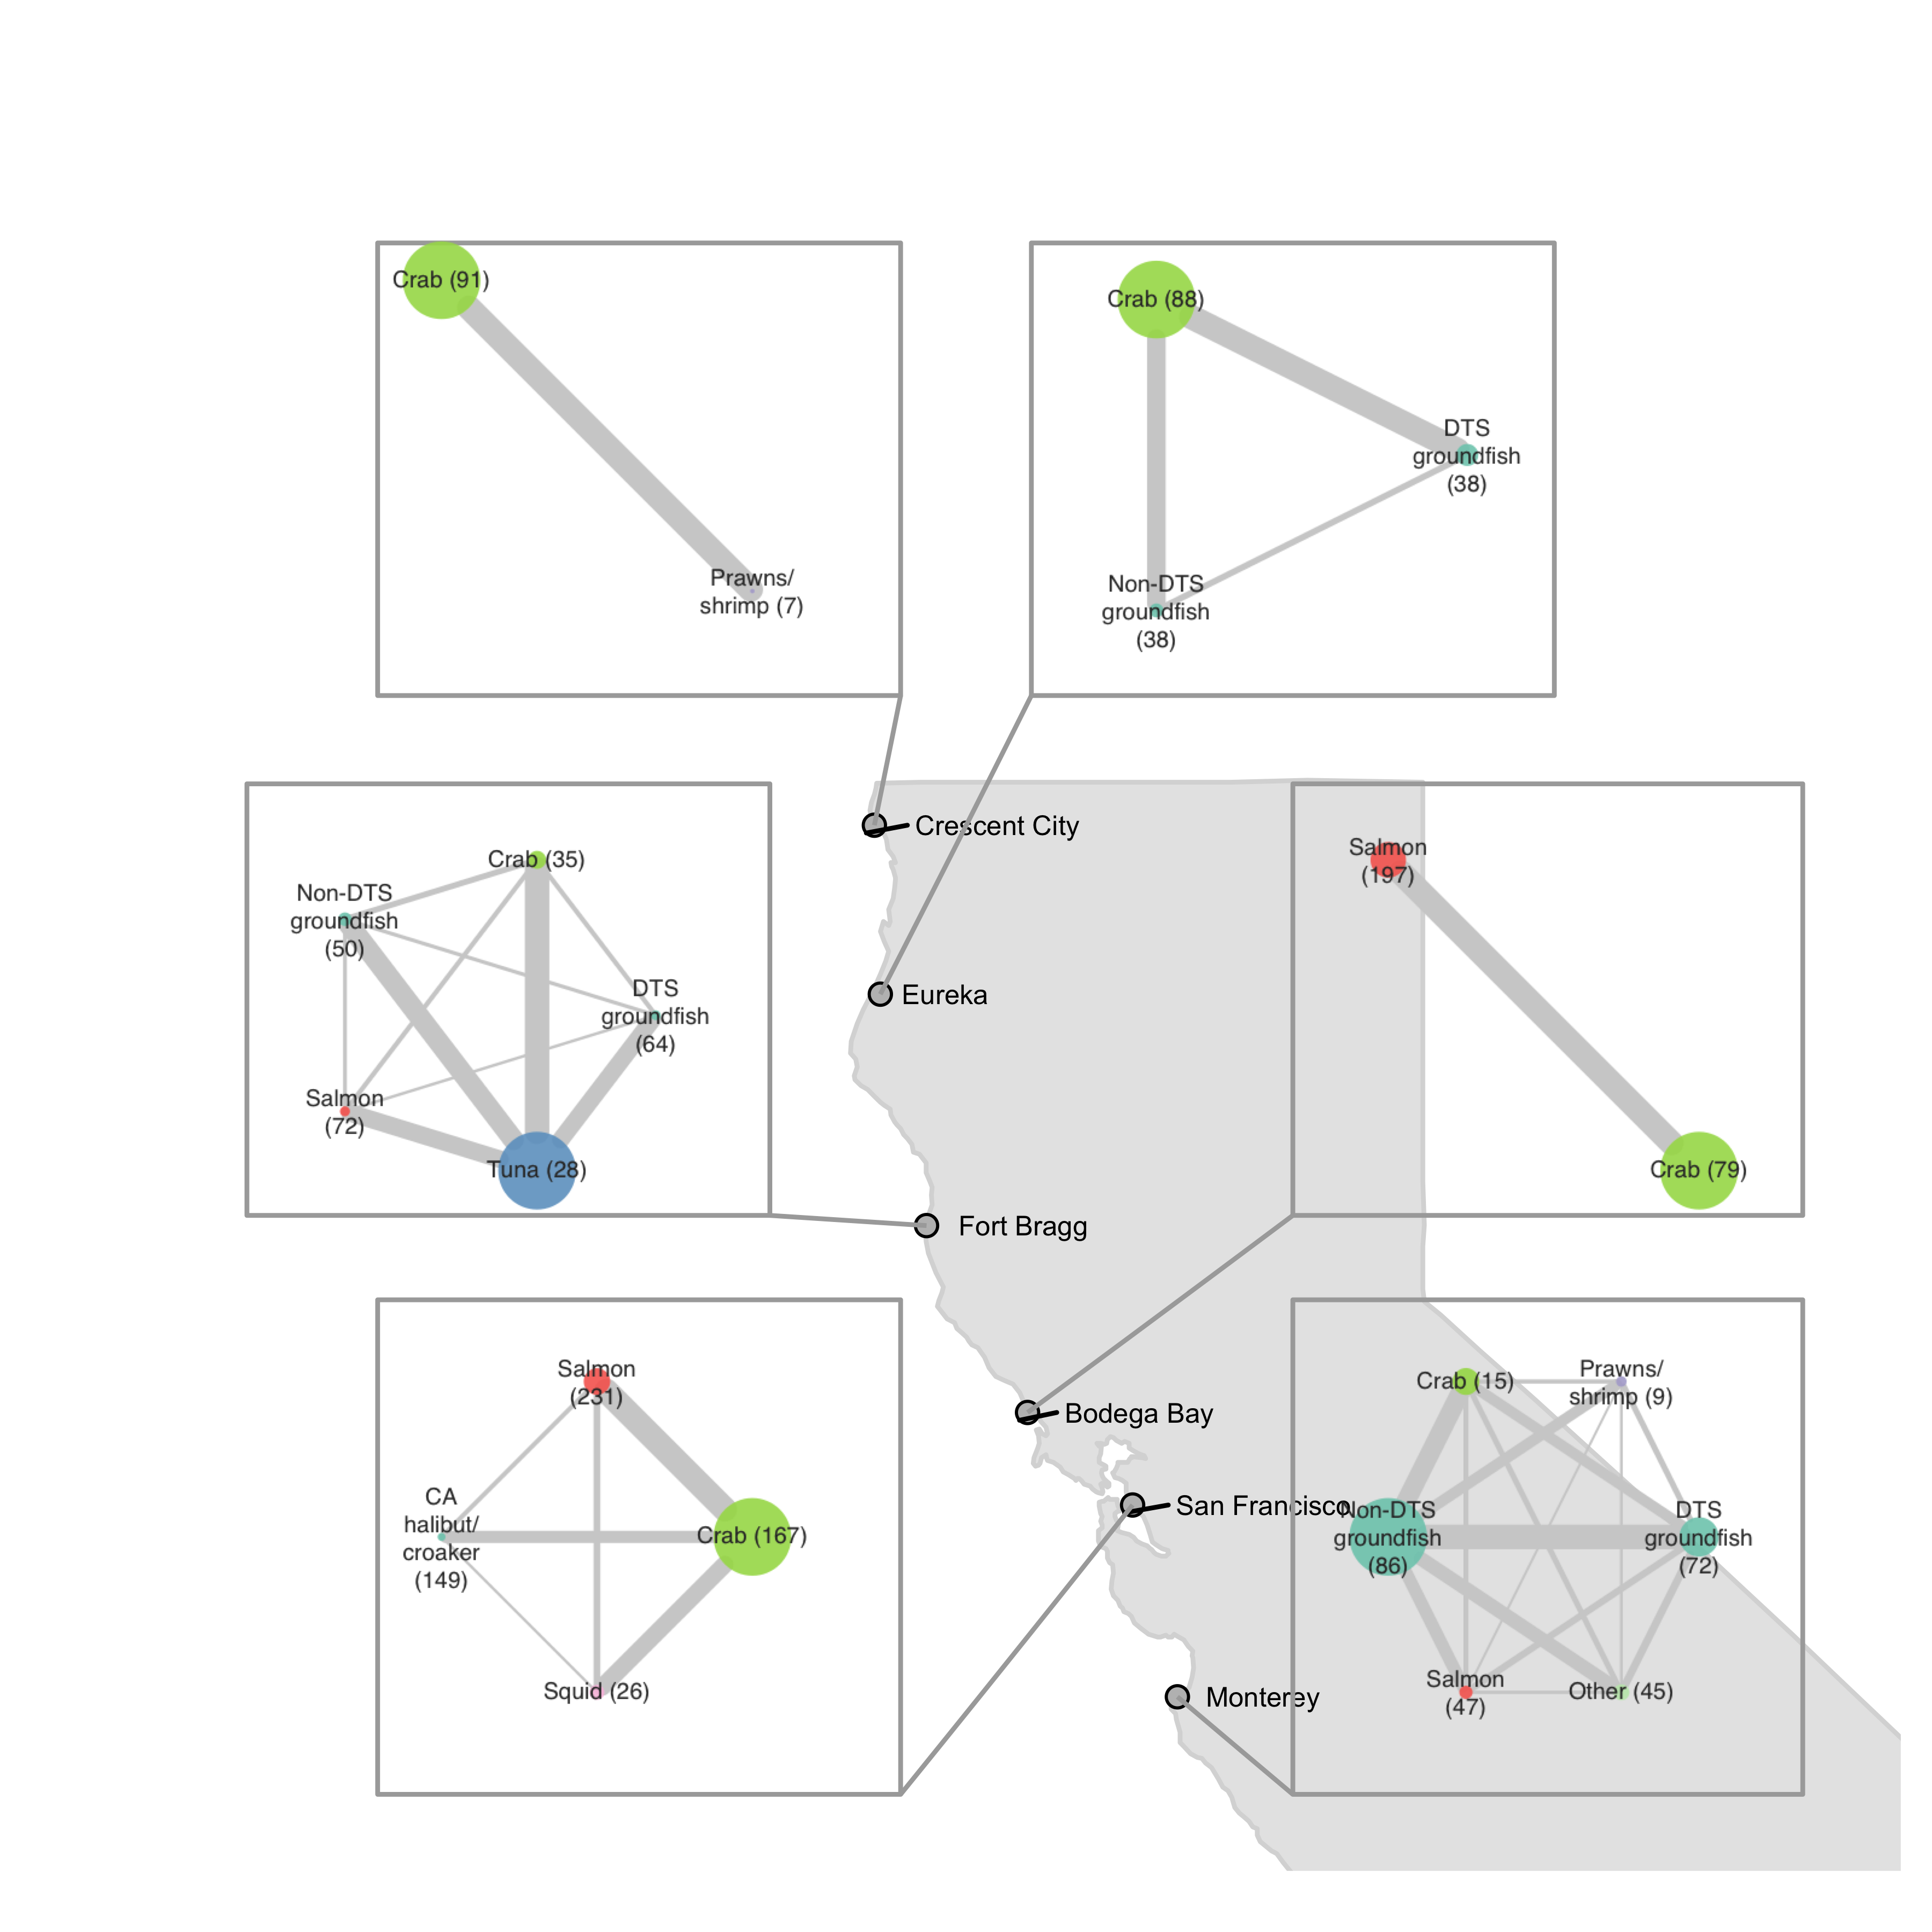 Crab (91)
Prawns/
shrimp (7)
Crab (88)
DTS
groundfish
(38)
Non-DTS
groundfish
(38)
Crab (35)
Non-DTS
groundfish
(50)
DTS
groundfish
(64)
Salmon
(72)
Tuna (28)
Crescent City
Eureka
Fort Bragg
Bodega Bay
San Francisco
Monterey
Salmon
(197)
Crab (79)
Salmon
(231)
CA
halibut/
croaker
(149)
Crab (167)
Squid (26)
Crab (15)
Prawns/
shrimp (9)
Non-DTS
groundfish
(86)
DTS
groundfish
(72)
Salmon
(47)
Other (45)